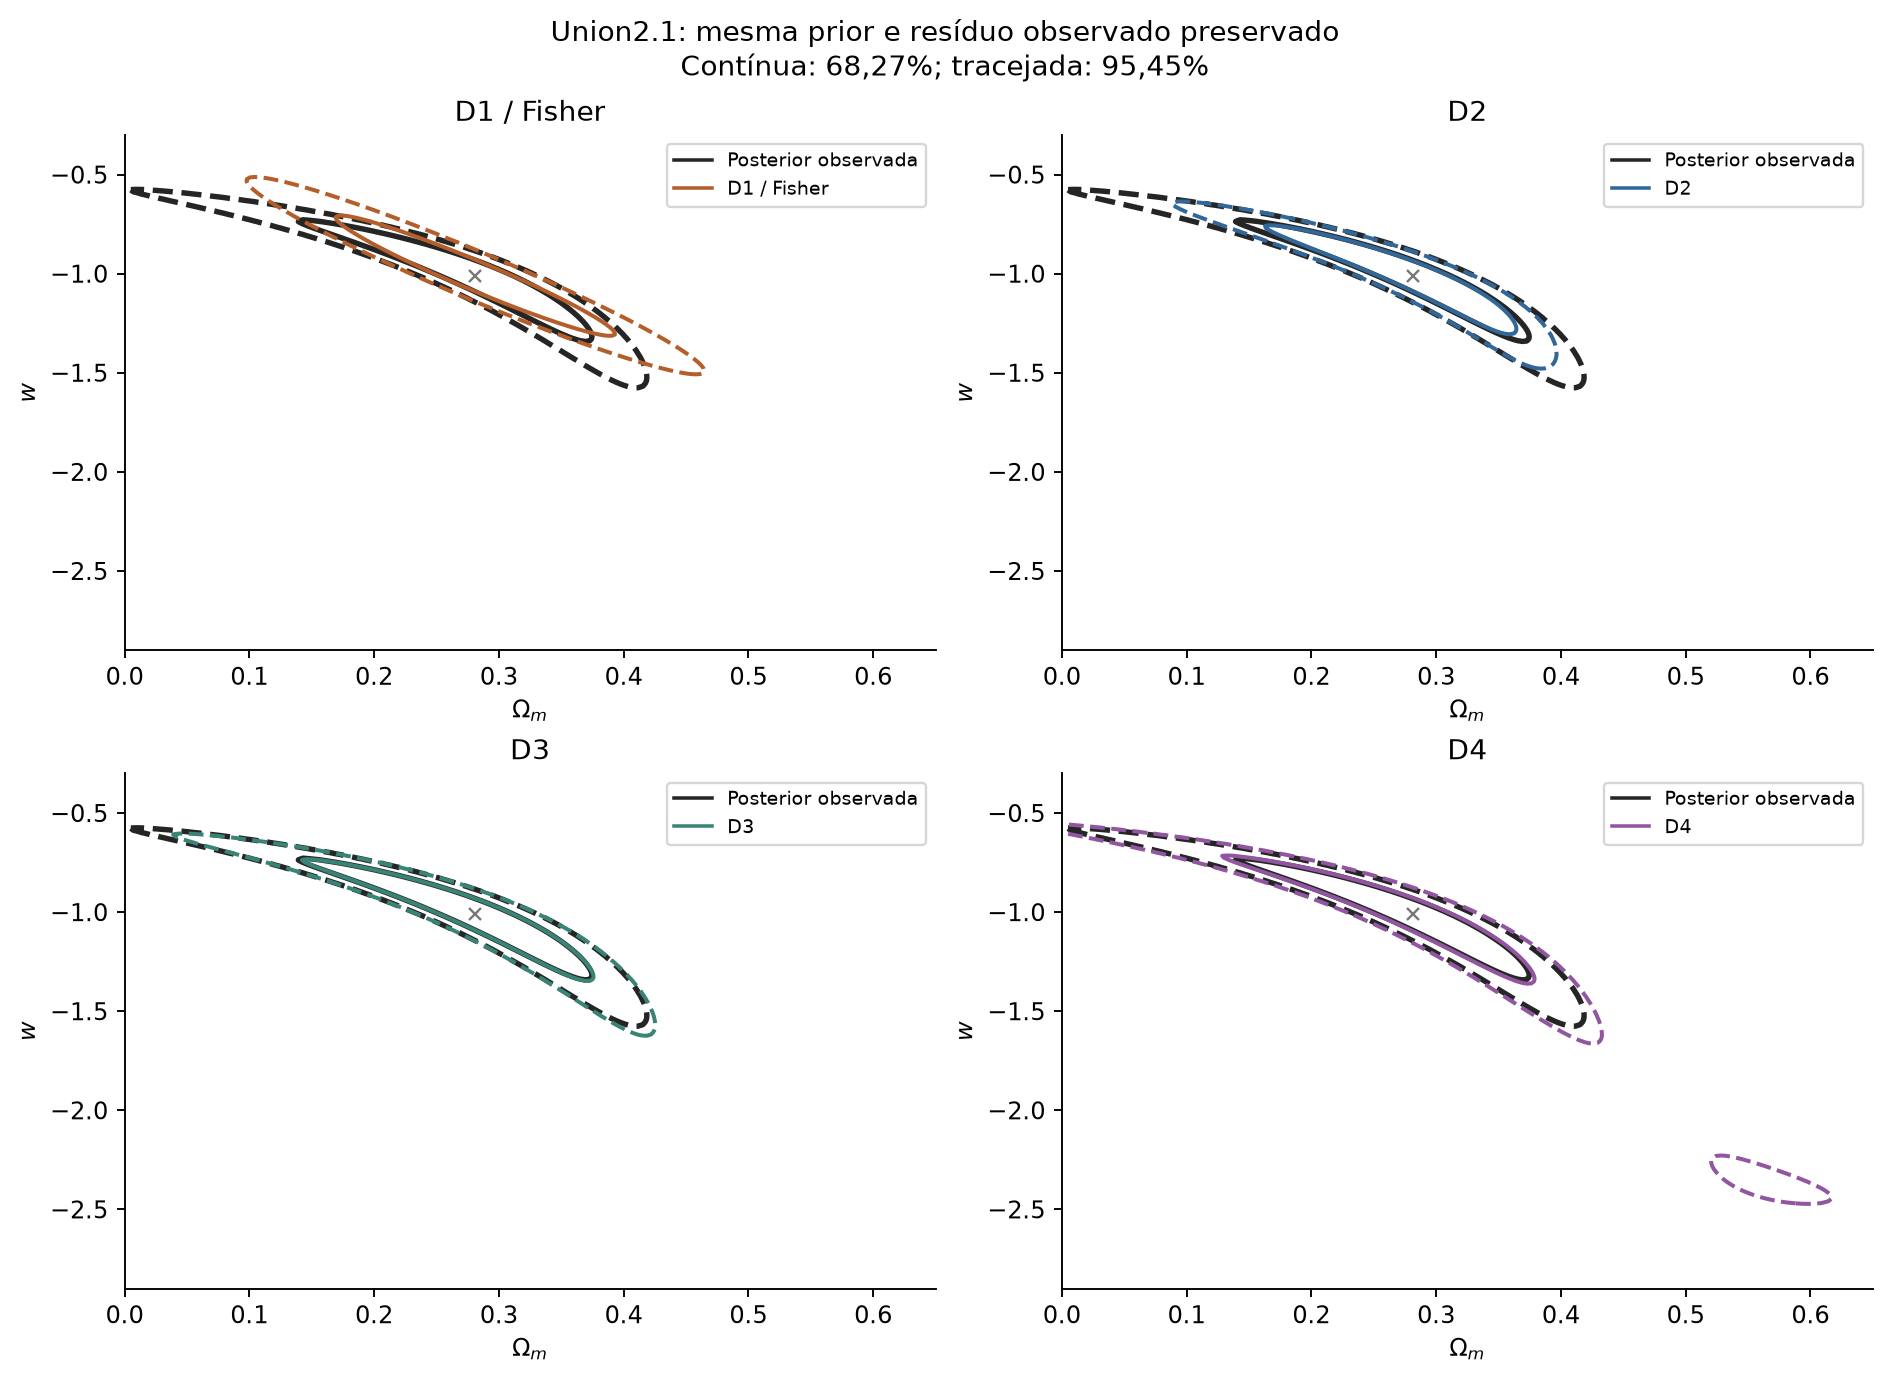 Union2.1: mesma prior e resíduo observado preservado
Contínua: 68,27%; tracejada: 95,45%
D1 / Fisher
Posterior observada
D1 / Fisher
−0.5
−1.0
−1.5
−2.0
−2.5
w
0.0 0.1 0.2 0.3 0.4 0.5 0.6
Ωm
D2
Posterior observada
D2
−0.5
−1.0
−1.5
−2.0
−2.5
w
0.0 0.1 0.2 0.3 0.4 0.5 0.6
Ωm
D3
Posterior observada
D3
−0.5
−1.0
−1.5
−2.0
−2.5
w
0.0 0.1 0.2 0.3 0.4 0.5 0.6
Ωm
D4
Posterior observada
D4
−0.5
−1.0
−1.5
−2.0
−2.5
w
0.0 0.1 0.2 0.3 0.4 0.5 0.6
Ωm